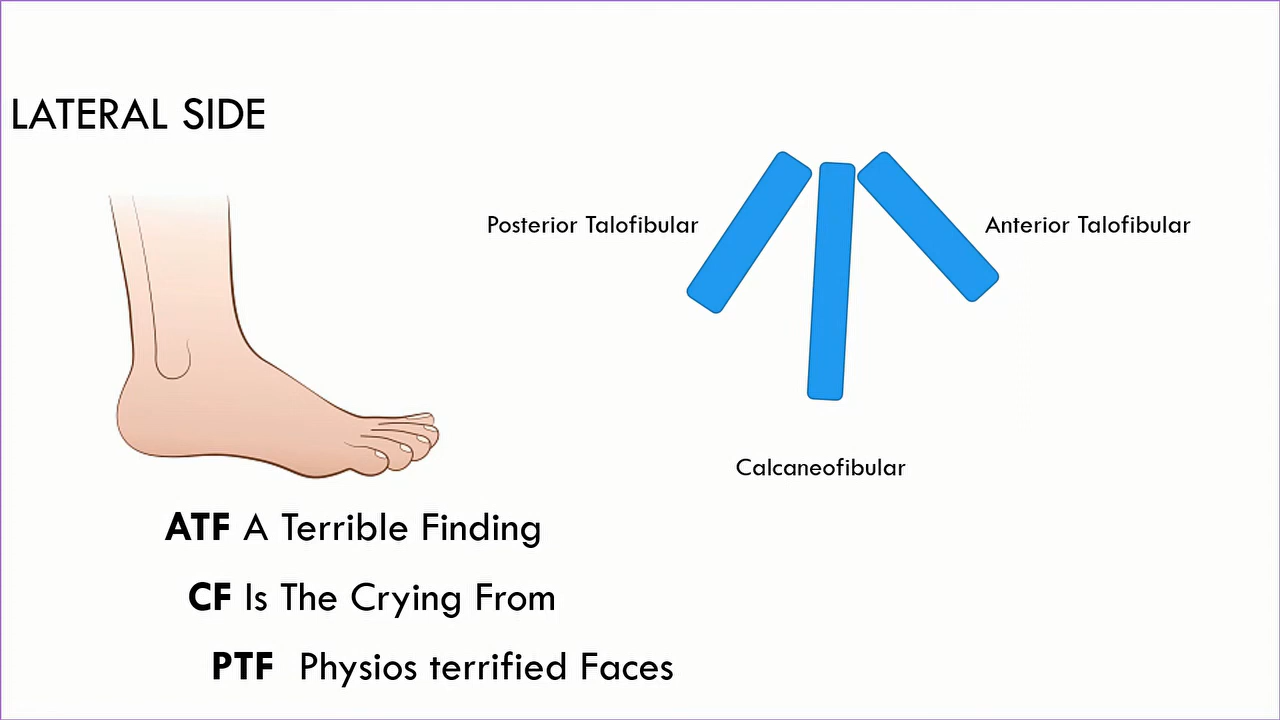 LATERAL SIDE
Posterior Talofibular
Anterior Talofibular
Calcaneofibular
ATF A Terrible Finding
CF Is The Crying From
PTF Physios terrified Faces